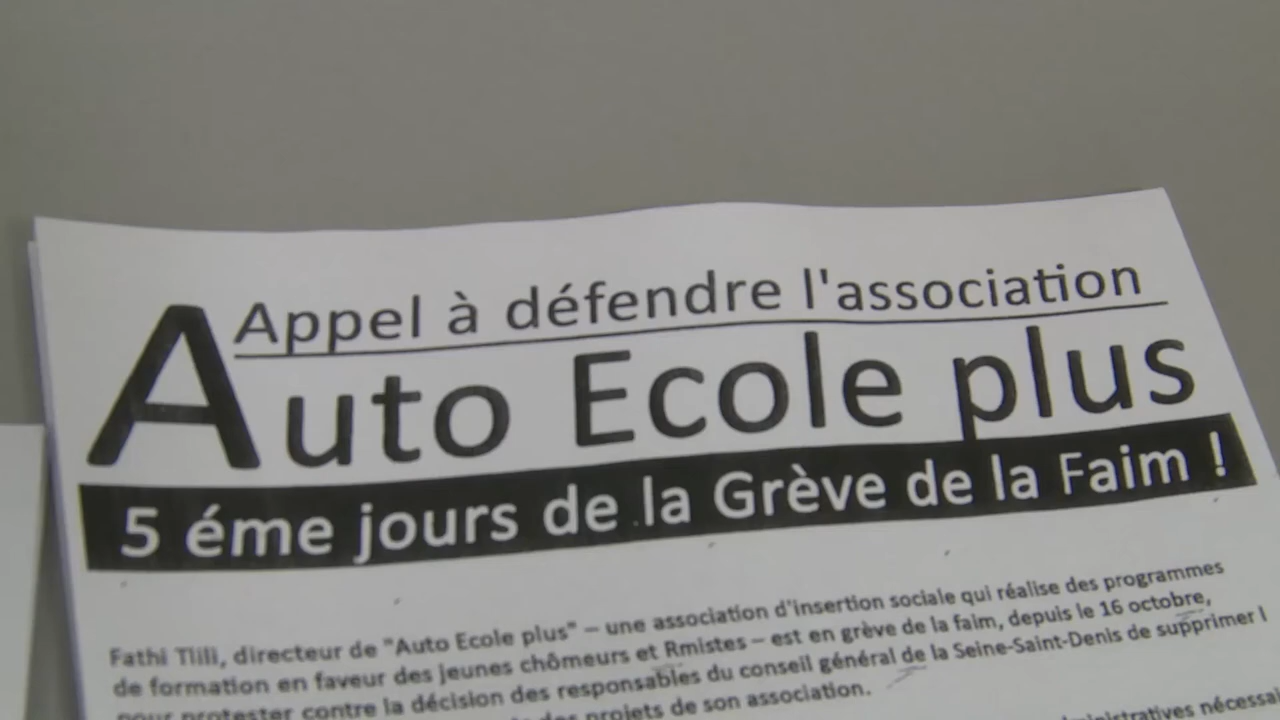 Appel à défendre l'association
Auto Ecole plus
5 éme jours de la Grève de la Faim !
Fathi Tlili, directeur de "Auto Ecole plus" – une association d'insertion sociale qui réalise des programmes
de formation en faveur des jeunes chômeurs et Rmistes – est en grève de la faim, depuis le 16 octobre,
pour protester contre la décision des responsables du conseil général de la Seine-Saint-Denis de supprimer l
des projets de son association.